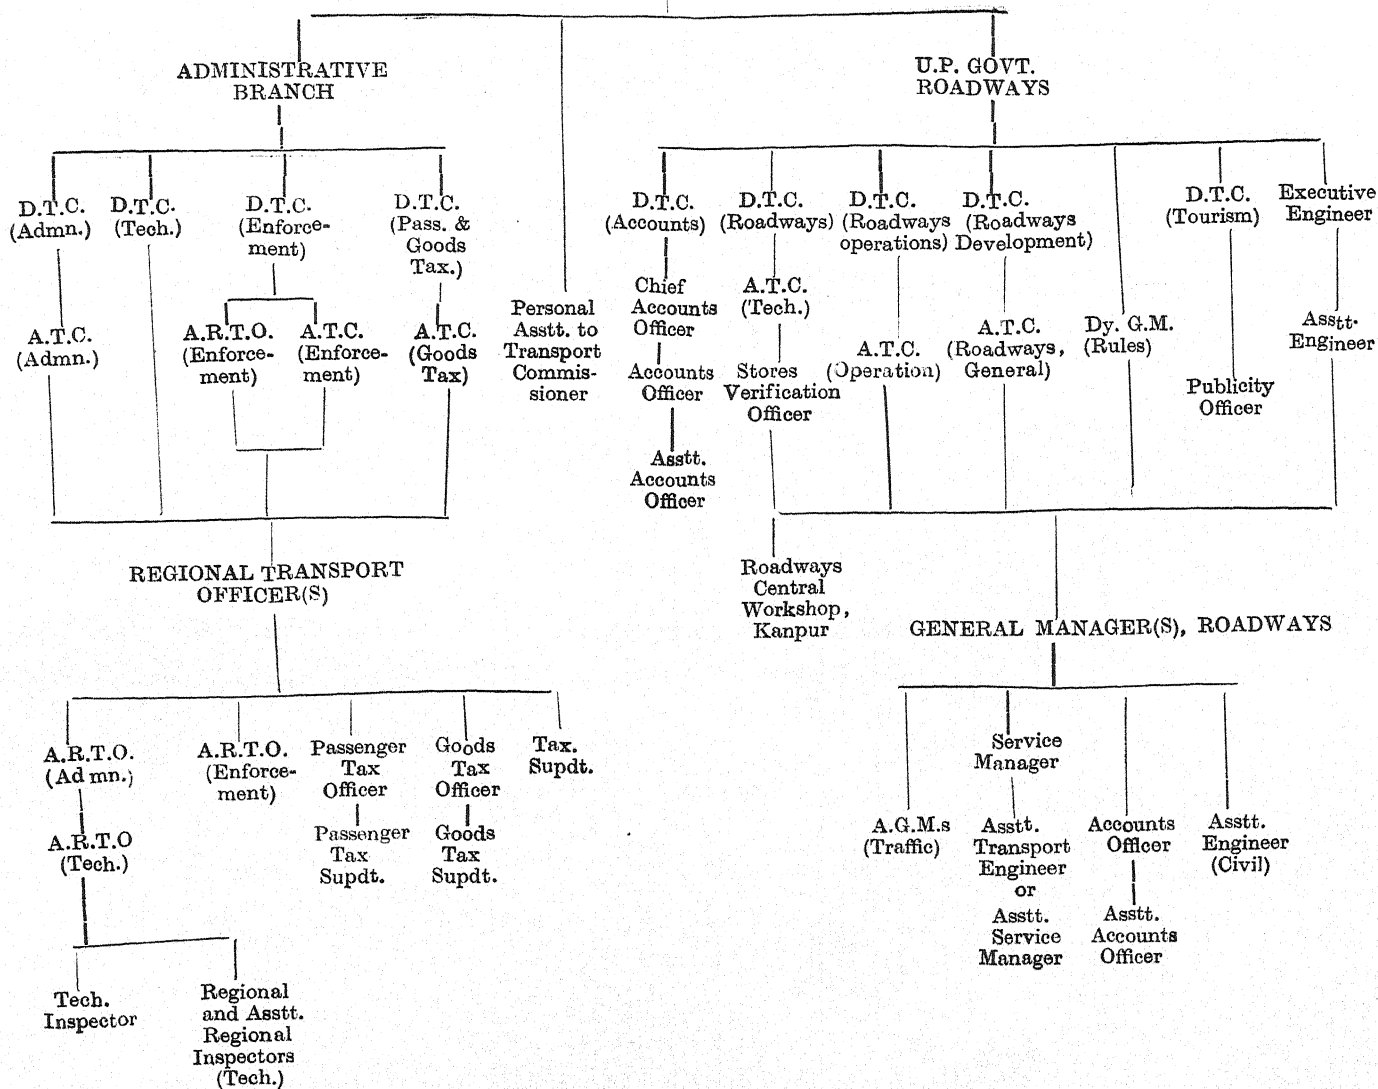 ADMINISTRATIVE
BRANCH
U.P. GOVT.
ROADWAYS
D.T.C.
(Admn.)
D.T.C.
(Tech.)
D.T.C.
(Enforce-
ment)
D.T.C.
(Pass. &
Goods
Tax.)
D.T.C.
(Accounts)
D.T.C.
(Roadways)
D.T.C.
(Roadways
operations)
D.T.C.
(Roadways
Development)
D.T.C.
(Tourism)
Executive
Engineer
A.T.C.
(Admn.)
A.R.T.O.
(Enforce-
ment)
A.T.C.
(Enforce-
ment)
A.T.C.
(Goods
Tax)
Personal
Asstt. to
Transport
Commis-
sioner
Chief
Accounts
Officer
Accounts
Officer
Asstt.
Accounts
Officer
A.T.C.
(Tech.)
Stores
Verification
Officer
A.T.C.
(Operation)
A.T.C.
(Roadways,
General)
Dy. G.M.
(Rules)
Publicity
Officer
Asstt.
Engineer
REGIONAL TRANSPORT
OFFICER(S)
Roadways
Central
Workshop,
Kanpur
GENERAL MANAGER(S), ROADWAYS
A.R.T.O.
(Admn.)
A.R.T.O
(Tech.)
A.R.T.O.
(Enforce-
ment)
Passenger
Tax
Officer
Passenger
Tax
Supdt.
Goods
Tax
Officer
Goods
Tax
Supdt.
Tax.
Supdt.
Tech.
Inspector
Regional
and Asstt.
Regional
Inspectors
(Tech.)
A.G.M.s
(Traffic)
Service
Manager
Asstt.
Transport
Engineer
or
Asstt.
Service
Manager
Accounts
Officer
Asstt.
Accounts
Officer
Asstt.
Engineer
(Civil)